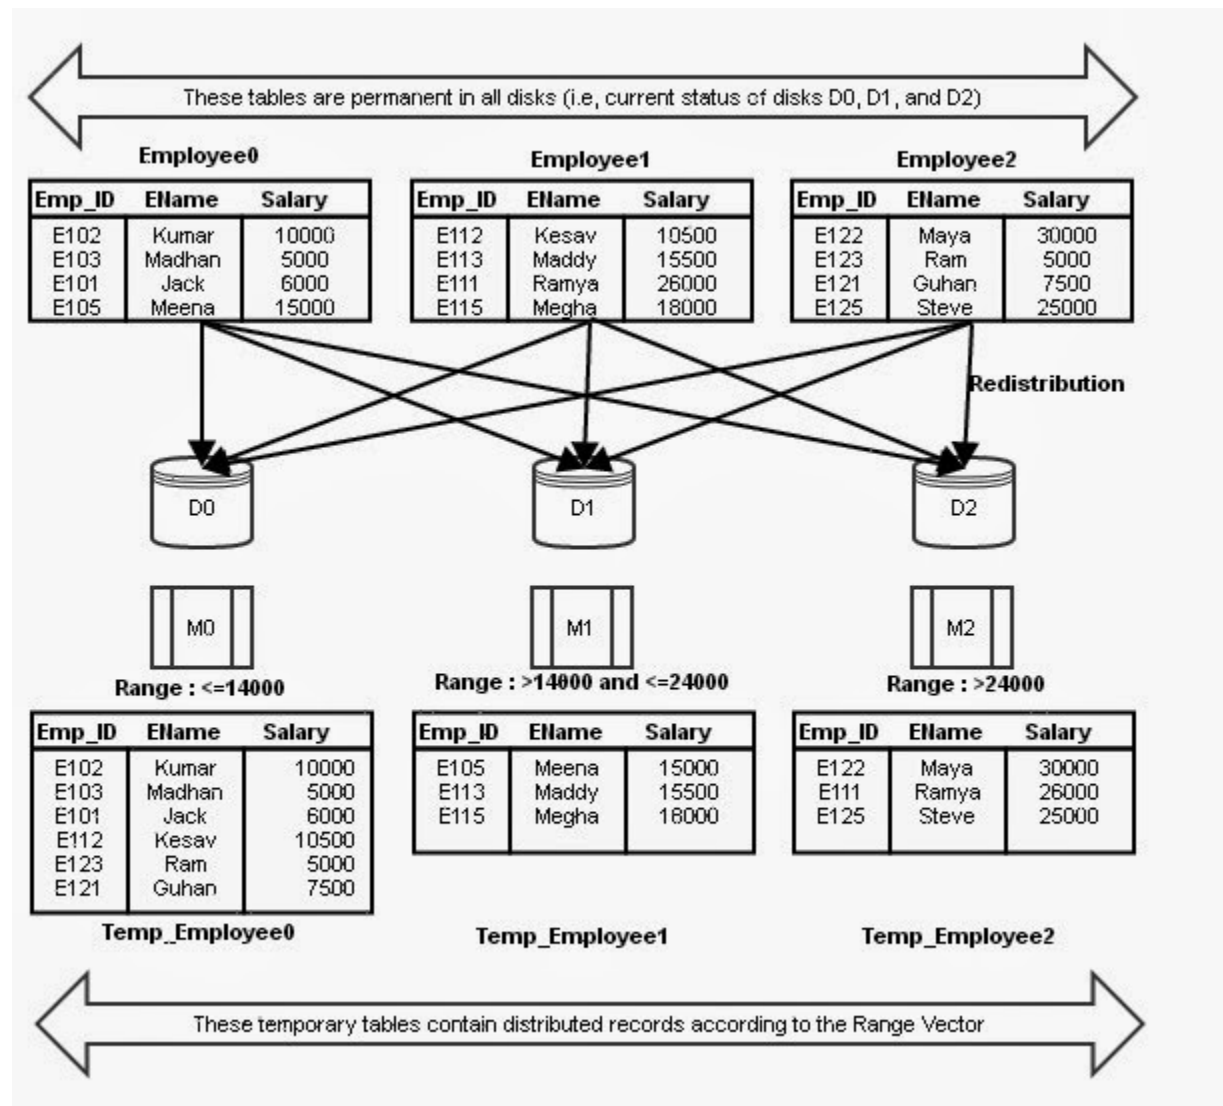 These tables are permanent in all disks (i.e, current status of disks D0, D1, and D2)
Employee0
Emp_ID EName Salary
E102 Kumar 10000
E103 Madhan 5000
E101 Jack 6000
E105 Meena 15000
Employee1
Emp_ID EName Salary
E112 Kesav 10500
E113 Maddy 15500
E111 Ramya 26000
E115 Megha 18000
Employee2
Emp_ID EName Salary
E122 Maya 30000
E123 Ram 5000
E121 Guhan 7500
E125 Steve 25000
Redistribution
D0
D1
D2
M0
M1
M2
Range : <=14000
Range : >14000 and <=24000
Range : >24000
Emp_ID EName Salary
E102 Kumar 10000
E103 Madhan 5000
E101 Jack 6000
E112 Kesav 10500
E123 Ram 5000
E121 Guhan 7500
Temp_Employee0
Emp_ID EName Salary
E105 Meena 15000
E113 Maddy 15500
E115 Megha 18000
Temp_Employee1
Emp_ID EName Salary
E122 Maya 30000
E111 Ramya 26000
E125 Steve 25000
Temp_Employee2
These temporary tables contain distributed records according to the Range Vector